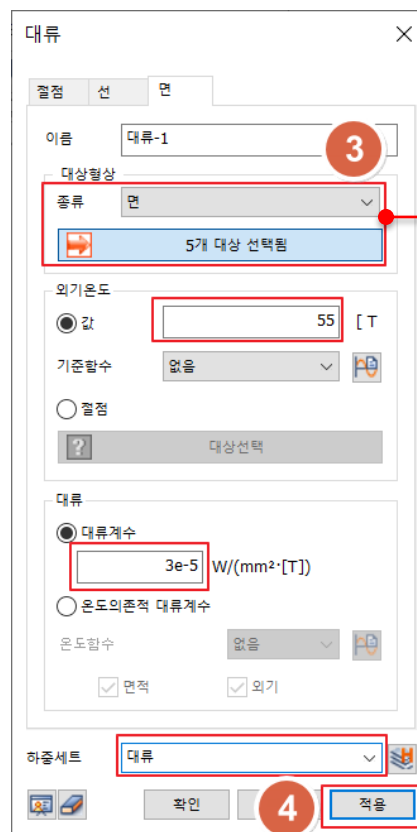 대류
절점 선 면
이름 대류-1
3
대상형상
종류 면
5개 대상 선택됨
외기온도
값 55 [ T
기준함수 없음
절점
? 대상선택
대류
대류계수
3e-5 W/(mm²·[T])
온도의존적 대류계수
온도함수 없음
면적 외기
하중세트 대류
확인 4 적용